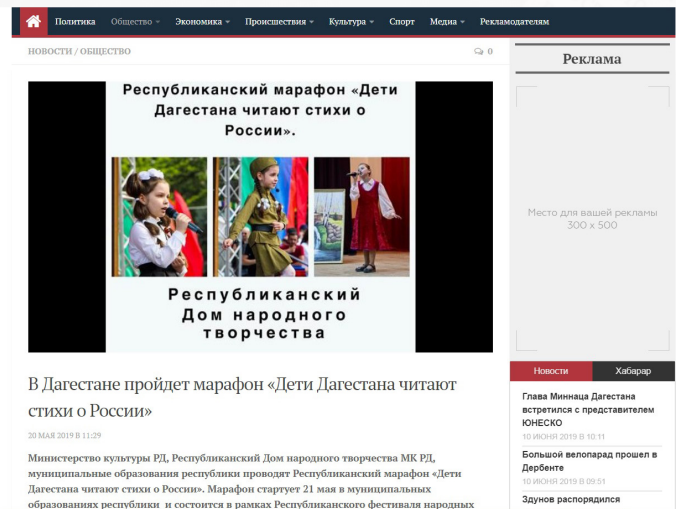 Политика Общество Экономика Происшествия Культура Спорт Медиа Рекламодателям
НОВОСТИ / ОБЩЕСТВО 0
Республиканский марафон «Дети
Дагестана читают стихи о
России».
Республиканский
Дом народного
творчества
В Дагестане пройдет марафон «Дети Дагестана читают
стихи о России»
20 МАЯ 2019 В 11:29
Министерство культуры РД, Республиканский Дом народного творчества МК РД,
муниципальные образования республики проводят Республиканский марафон «Дети
Дагестана читают стихи о России». Марафон стартует 21 мая в муниципальных
образованиях республики и состоится в рамках Республиканского фестиваля народных
Реклама
Место для вашей рекламы
300 x 500
Новости Хабарар
Глава Миннаца Дагестана
встретился с представителем
ЮНЕСКО
10 ИЮНЯ 2019 В 10:11
Большой велопарад прошел в
Дербенте
10 ИЮНЯ 2019 В 09:51
Здунов распорядился